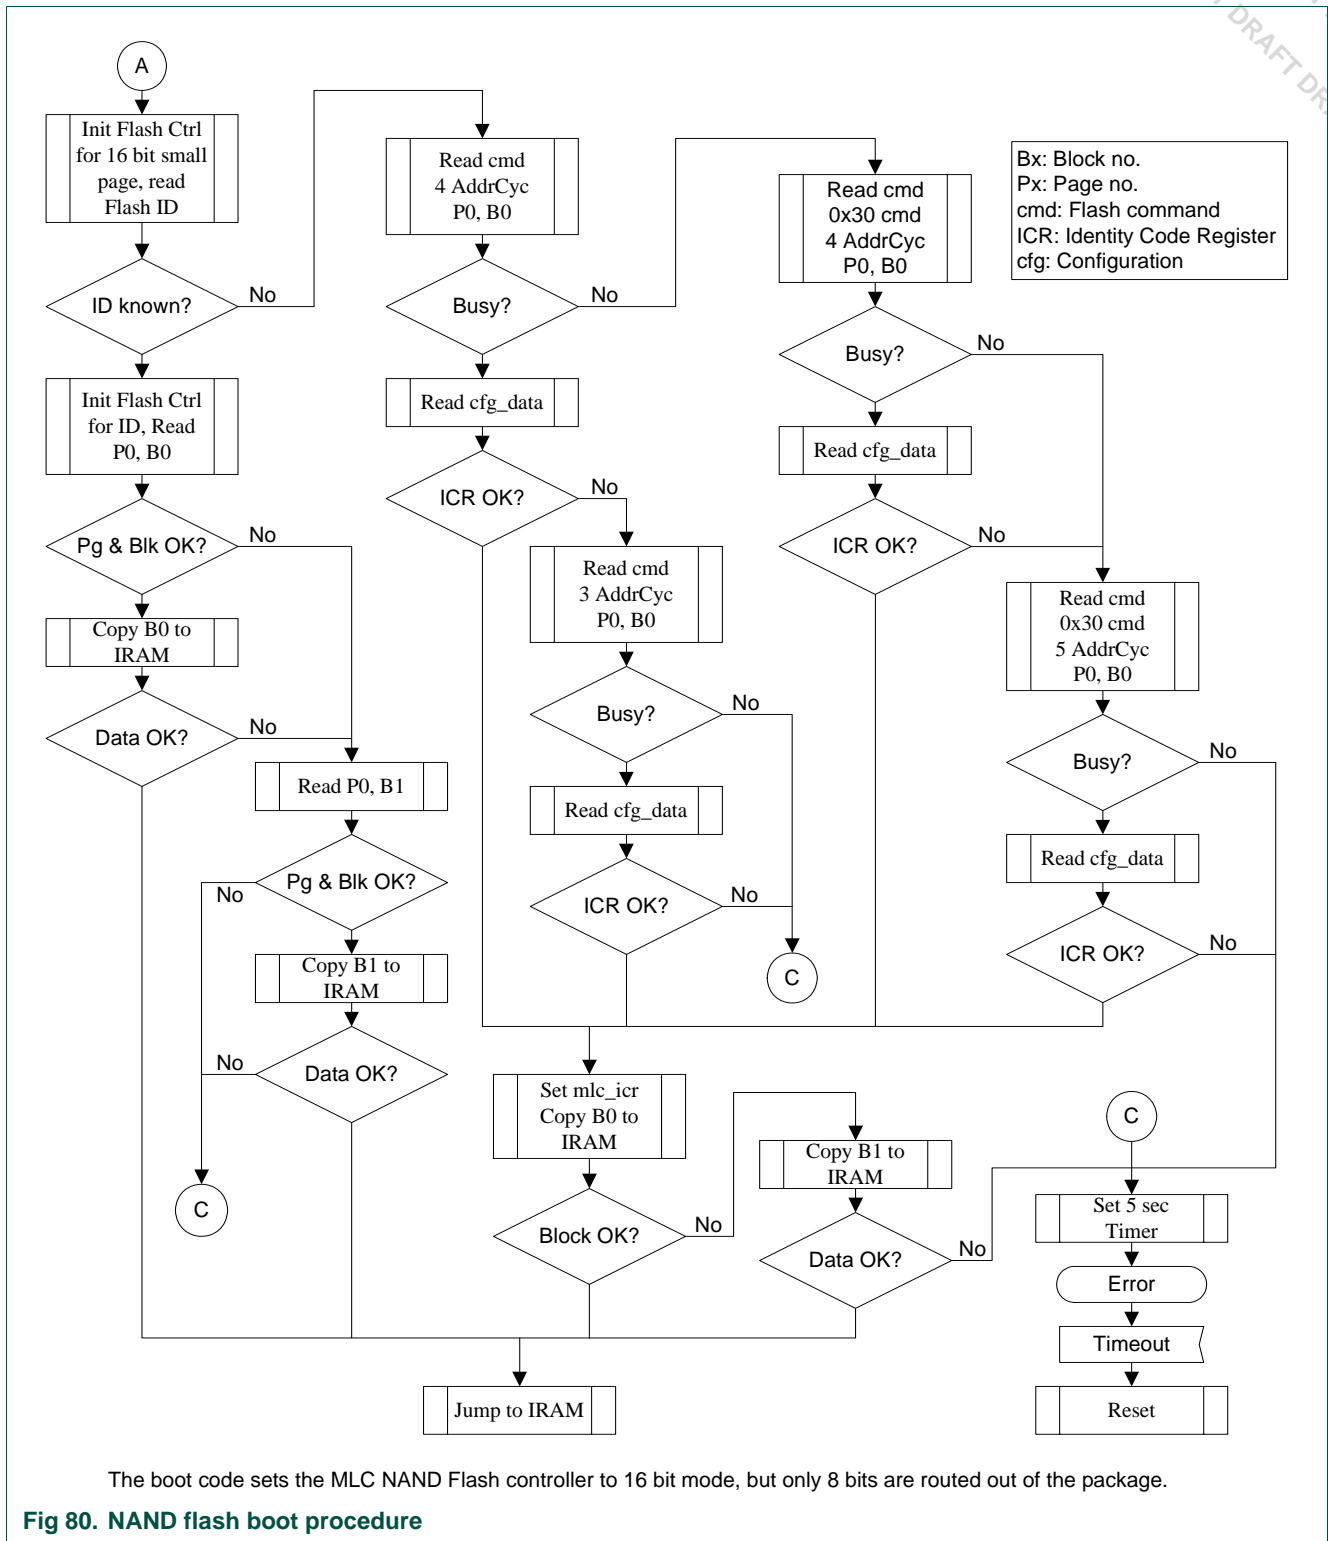 DRAFT DR
A
Init Flash Ctrl
for 16 bit small
page, read
Flash ID
ID known?
No
Init Flash Ctrl
for ID, Read
P0, B0
Pg & Blk OK?
No
Copy B0 to
IRAM
Data OK?
No
Read P0, B1
Pg & Blk OK?
No
Copy B1 to
IRAM
Data OK?
No
C
Read cmd
4 AddrCyc
P0, B0
Busy?
No
Read cfg_data
ICR OK?
No
Read cmd
3 AddrCyc
P0, B0
Busy?
No
Read cfg_data
ICR OK?
No
C
Read cmd
0x30 cmd
4 AddrCyc
P0, B0
Busy?
No
Read cfg_data
ICR OK?
No
Read cmd
0x30 cmd
5 AddrCyc
P0, B0
Busy?
No
Read cfg_data
ICR OK?
No
Bx: Block no.
Px: Page no.
cmd: Flash command
ICR: Identity Code Register
cfg: Configuration
Set mlc_icr
Copy B0 to
IRAM
Block OK?
No
Copy B1 to
IRAM
Data OK?
No
C
Set 5 sec
Timer
Error
Timeout
Reset
Jump to IRAM
The boot code sets the MLC NAND Flash controller to 16 bit mode, but only 8 bits are routed out of the package.
Fig 80. NAND flash boot procedure